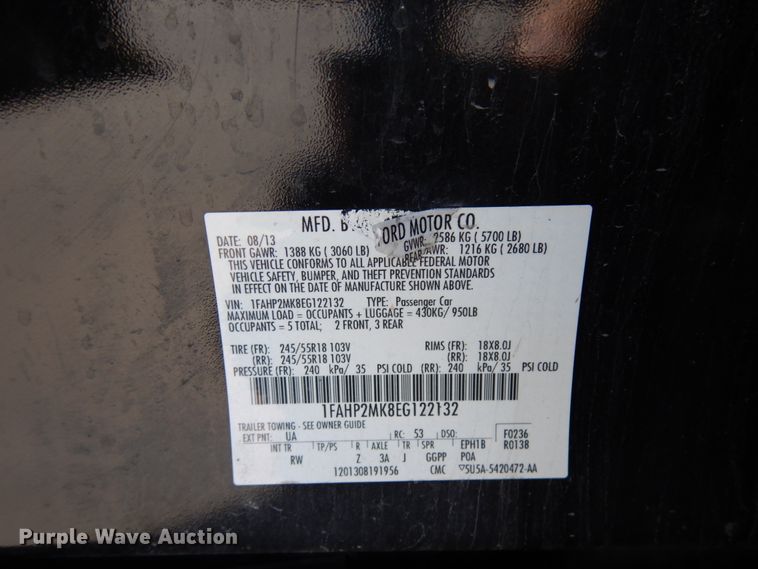 MFD. B ORD MOTOR CO.
DATE: 08/13 GVWR: 2586 KG ( 5700 LB)
FRONT GAWR: 1388 KG ( 3060 LB) REAR 1216 KG ( 2680 LB)
THIS VEHICLE CONFORMS TO ALL APPLICABLE FEDERAL MOTOR
VEHICLE SAFETY, BUMPER, AND THEFT PREVENTION STANDARDS
IN EFFECT ON THE DATE OF MANUFACTURE SHOWN ABOVE.
VIN: 1FAHP2MK8EG122132 TYPE: Passenger Car
MAXIMUM LOAD = OCCUPANTS + LUGGAGE = 430KG/ 950LB
OCCUPANTS = 5 TOTAL; 2 FRONT, 3 REAR
TIRE (FR): 245/55R18 103V RIMS (FR): 18X8.0J
(RR): 245/55R18 103V (RR): 18X8.0J
PRESSURE (FR): 240 kPa/ 35 PSI COLD (RR): 240 kPa/ 35 PSI COLD
1FAHP2MK8EG122132
TRAILER TOWING - SEE OWNER GUIDE
EXT PNT: UA RC: 53 DSO: F0236
INT TR TP/PS R AXLE TR SPR EPH1B R0138
RW Z 3A J GGPP POA
1201308191956 CMC ▽5U5A-5420472-AA
Purple Wave Auction